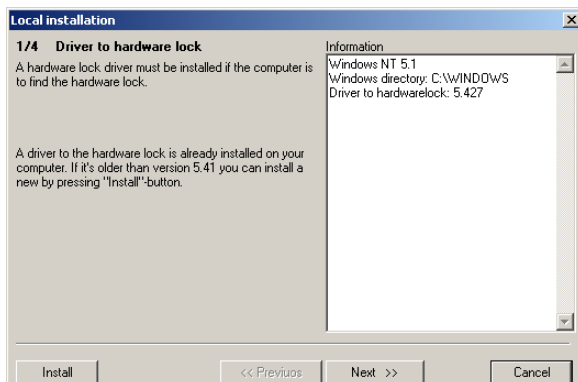 Local installation
1/4 Driver to hardware lock
A hardware lock driver must be installed if the computer is
to find the hardware lock.
A driver to the hardware lock is already installed on your
computer. If it's older than version 5.41 you can install a
new by pressing "Install"-button.
Information
Windows NT 5.1
Windows directory: C:\WINDOWS
Driver to hardwarelock: 5.427
Install
<< Previuos
Next >>
Cancel